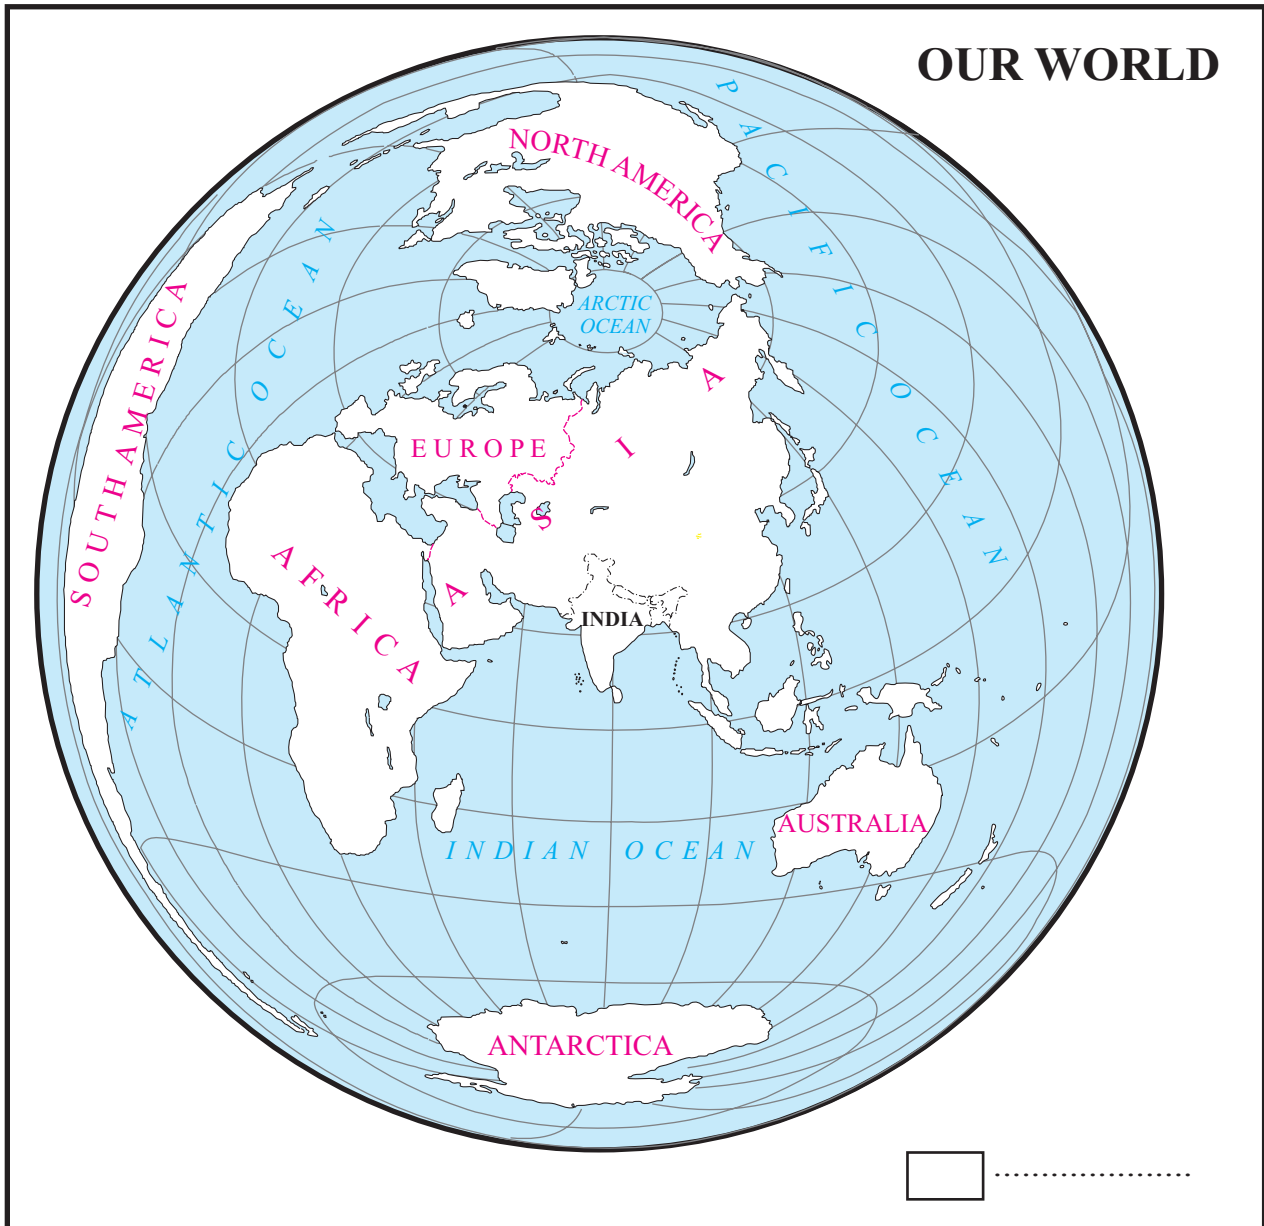 OUR WORLD
PACIFIC OCEAN
NORTH AMERICA
ATLANTIC OCEAN
SOUTH AMERICA
ARCTIC
OCEAN
EUROPE
ASIA
AFRICA
INDIA
AUSTRALIA
INDIAN OCEAN
ANTARCTICA